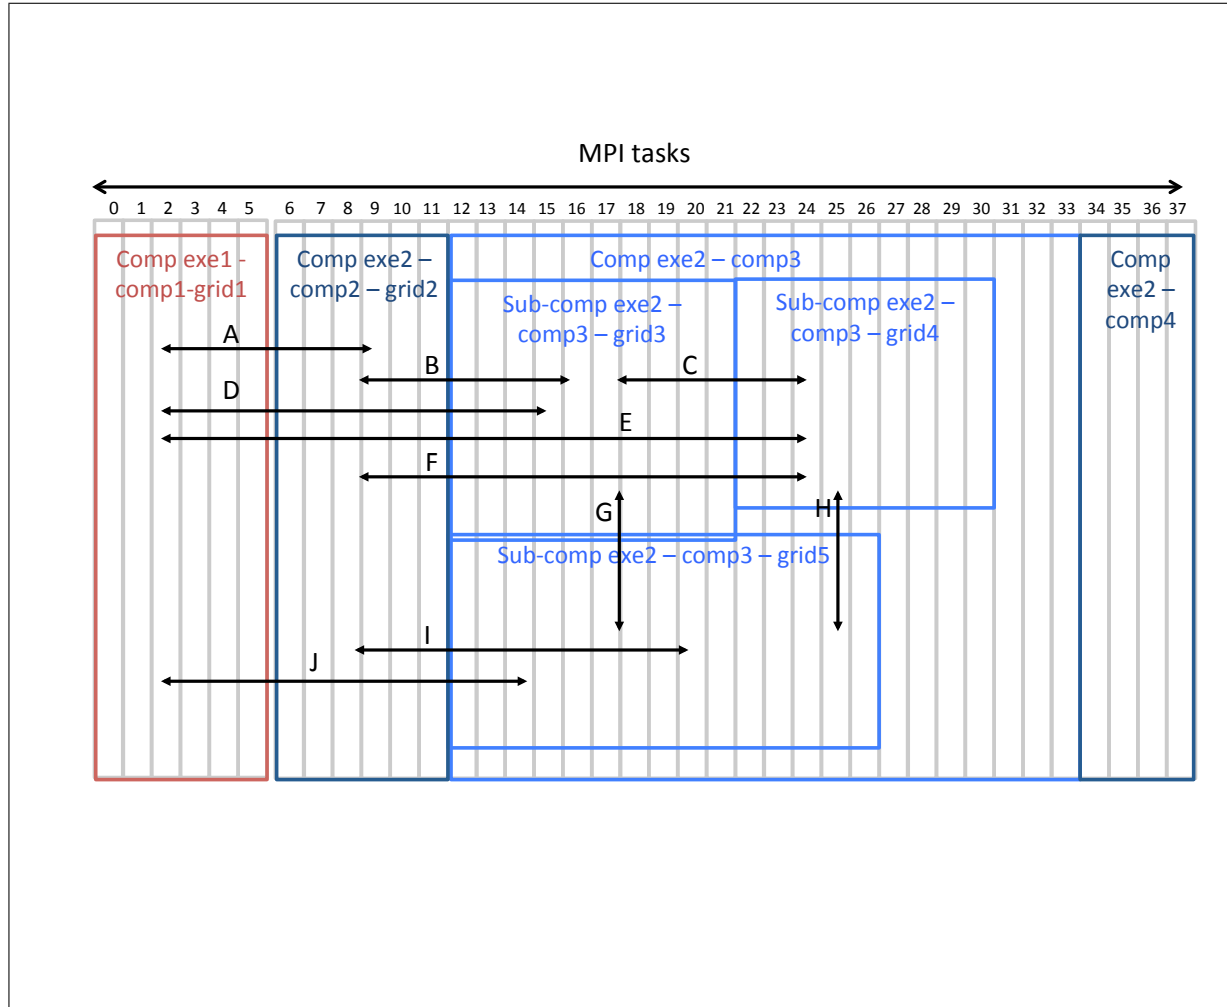 MPI tasks
0 1 2 3 4 5 6 7 8 9 10 11 12 13 14 15 16 17 18 19 20 21 22 23 24 25 26 27 28 29 30 31 32 33 34 35 36 37
Comp exe1 -
comp1-grid1
Comp exe2 –
comp2 – grid2
Comp exe2 – comp3
Sub-comp exe2 –
comp3 – grid3
Sub-comp exe2 –
comp3 – grid4
Comp
exe2 –
comp4
A
B
C
D
E
F
G
H
Sub-comp exe2 – comp3 – grid5
I
J